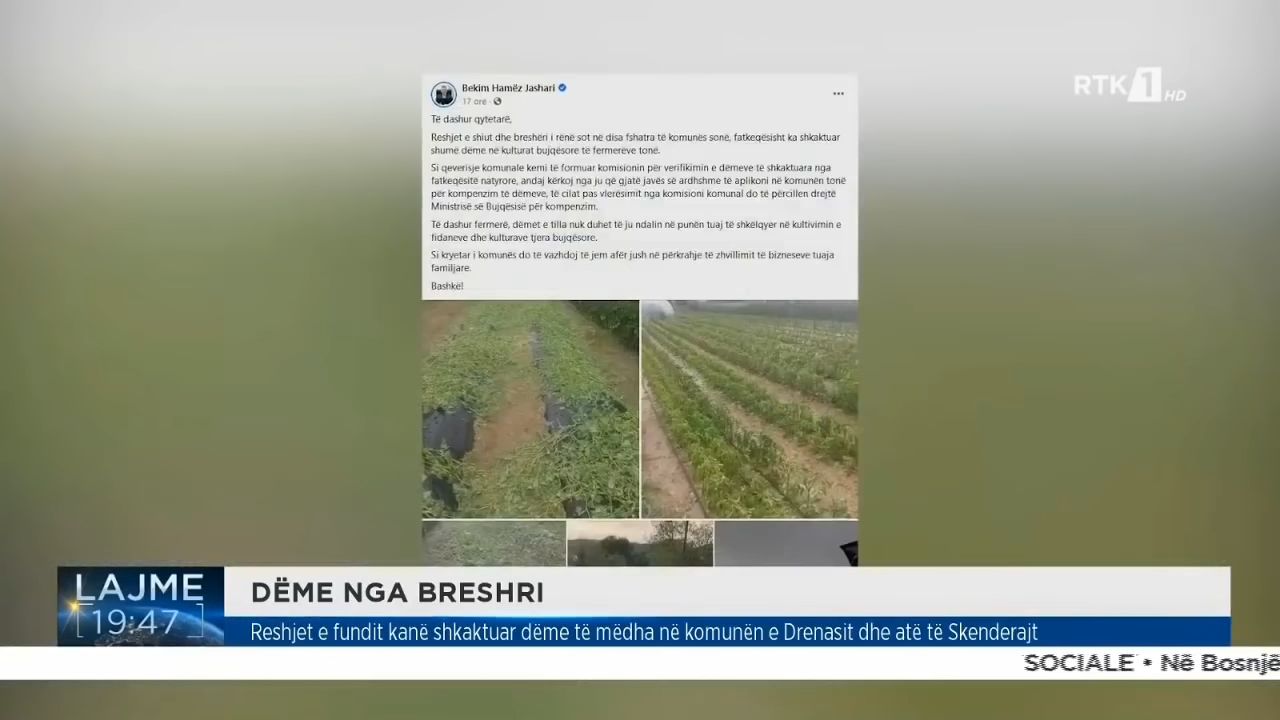 RTK 1 HD
Bekim Hamëz Jashari
17 orë
Të dashur qytetarë,
Reshjet e shiut dhe breshëri i rënë sot në disa fshatra të komunës sonë, fatkeqësisht ka shkaktuar
shumë dëme në kulturat bujqësore të fermerëve tonë.
Si qeverisje komunale kemi të formuar komisionin për verifikimin e dëmeve të shkaktuara nga
fatkeqësitë natyrore, andaj kërkoj nga ju që gjatë javës së ardhshme të aplikoni në komunën tonë
për kompenzim të dëmeve, të cilat pas vlerësimit nga komisioni komunal do të përcillen drejtë
Ministrisë së Bujqësisë për kompenzim.
Të dashur fermerë, dëmet e tilla nuk duhet të ju ndalin në punën tuaj të shkëlqyer në kultivimin e
fidaneve dhe kulturave tjera bujqësore.
Si kryetar i komunës do të vazhdoj të jem afër jush në përkrahje të zhvillimit të bizneseve tuaja
familjare.
Bashkë!
LAJME
19:47
DËME NGA BRESHRI
Reshjet e fundit kanë shkaktuar dëme të mëdha në komunën e Drenasit dhe atë të Skenderajt
SOCIALE • Në Bosnjë